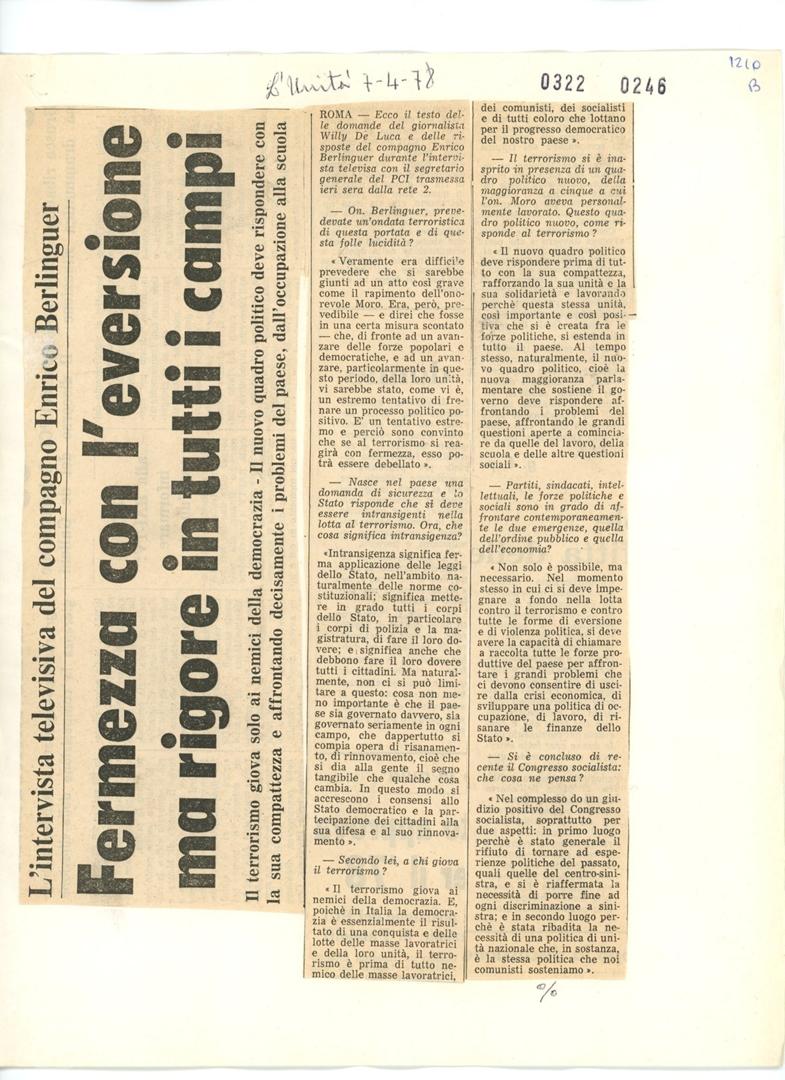 L'Unità 7-4-78
0322 0246
1210
B
L'intervista televisiva del compagno Enrico Berlinguer
Fermezza con l'eversione
ma rigore in tutti i campi
Il terrorismo giova solo ai nemici della democrazia - Il nuovo quadro politico deve rispondere con
la sua compattezza e affrontando decisamente i problemi del paese, dall'occupazione alla scuola
ROMA — Ecco il testo del-
le domande del giornalista
Willy De Luca e delle ri-
sposte del compagno Enrico
Berlinguer durante l'intervi-
sta televisa con il segretario
generale del PCI trasmessa
ieri sera dalla rete 2.
— On. Berlinguer, preve-
devate un'ondata terroristica
di questa portata e di que-
sta folle lucidità ?
« Veramente era difficile
prevedere che si sarebbe
giunti ad un atto così grave
come il rapimento dell'ono-
revole Moro. Era, però, pre-
vedibile — e direi che fosse
in una certa misura scontato
— che, di fronte ad un avan-
zare delle forze popolari e
democratiche, e ad un avan-
zare, particolarmente in que-
sto periodo, della loro unità,
vi sarebbe stato, come vi è,
un estremo tentativo di fre-
nare un processo politico po-
sitivo. E' un tentativo estre-
mo e perciò sono convinto
che se al terrorismo si rea-
girà con fermezza, esso po-
trà essere debellato ».
— Nasce nel paese una
domanda di sicurezza e lo
Stato risponde che si deve
essere intransigenti nella
lotta al terrorismo. Ora, che
cosa significa intransigenza?
«Intransigenza significa fer-
ma applicazione delle leggi
dello Stato, nell'ambito na-
turalmente delle norme co-
stituzionali; significa mette-
re in grado tutti i corpi
dello Stato, in particolare
i corpi di polizia e la ma-
gistratura, di fare il loro do-
vere; e significa anche che
debbono fare il loro dovere
tutti i cittadini. Ma natural-
mente, non ci si può limi-
tare a questo: cosa non me-
no importante è che il pae-
se sia governato davvero, sia
governato seriamente in ogni
campo, che dappertutto si
compia opera di risanamen-
to, di rinnovamento, cioè che
si dia alla gente il segno
tangibile che qualche cosa
cambia. In questo modo si
accrescono i consensi allo
Stato democratico e la par-
tecipazione dei cittadini alla
sua difesa e al suo rinnova-
mento ».
— Secondo lei, a chi giova
il terrorismo ?
« Il terrorismo giova ai
nemici della democrazia. E,
poichè in Italia la democra-
zia è essenzialmente il risul-
tato di una conquista e delle
lotte delle masse lavoratrici
e della loro unità, il terro-
rismo è prima di tutto ne-
mico delle masse lavoratrici,
dei comunisti, dei socialisti
e di tutti coloro che lottano
per il progresso democratico
del nostro paese ».
— Il terrorismo si è ina-
sprito in presenza di un qua-
dro politico nuovo, della
maggioranza a cinque a cui
l'on. Moro aveva personal-
mente lavorato. Questo qua-
dro politico nuovo, come ri-
sponde al terrorismo ?
« Il nuovo quadro politico
deve rispondere prima di tut-
to con la sua compattezza,
rafforzando la sua unità e la
sua solidarietà e lavorando
perchè questa stessa unità,
così importante e così posi-
tiva che si è creata fra le
forze politiche, si estenda in
tutto il paese. Al tempo
stesso, naturalmente, il nuo-
vo quadro politico, cioè la
nuova maggioranza parla-
mentare che sostiene il go-
verno deve rispondere af-
frontando i problemi del
paese, affrontando le grandi
questioni aperte a comincia-
re da quelle del lavoro, della
scuola e delle altre questioni
sociali ».
— Partiti, sindacati, intel-
lettuali, le forze politiche e
sociali sono in grado di af-
frontare contemporaneamen-
te le due emergenze, quella
dell'ordine pubblico e quella
dell'economia?
« Non solo è possibile, ma
necessario. Nel momento
stesso in cui ci si deve impe-
gnare a fondo nella lotta
contro il terrorismo e contro
tutte le forme di eversione
e di violenza politica, si deve
avere la capacità di chiamare
a raccolta tutte le forze pro-
duttive del paese per affron-
tare i grandi problemi che
ci devono consentire di usci-
re dalla crisi economica, di
sviluppare una politica di oc-
cupazione, di lavoro, di ri-
sanare le finanze dello
Stato ».
— Si è concluso di re-
cente il Congresso socialista:
che cosa ne pensa ?
« Nel complesso do un giu-
dizio positivo del Congresso
socialista, soprattutto per
due aspetti: in primo luogo
perchè è stato generale il
rifiuto di tornare ad espe-
rienze politiche del passato,
quali quelle del centro-sini-
stra, e si è riaffermata la
necessità di porre fine ad
ogni discriminazione a sini-
stra; e in secondo luogo per-
chè è stata ribadita la ne-
cessità di una politica di uni-
tà nazionale che, in sostanza,
è la stessa politica che noi
comunisti sosteniamo ».
%